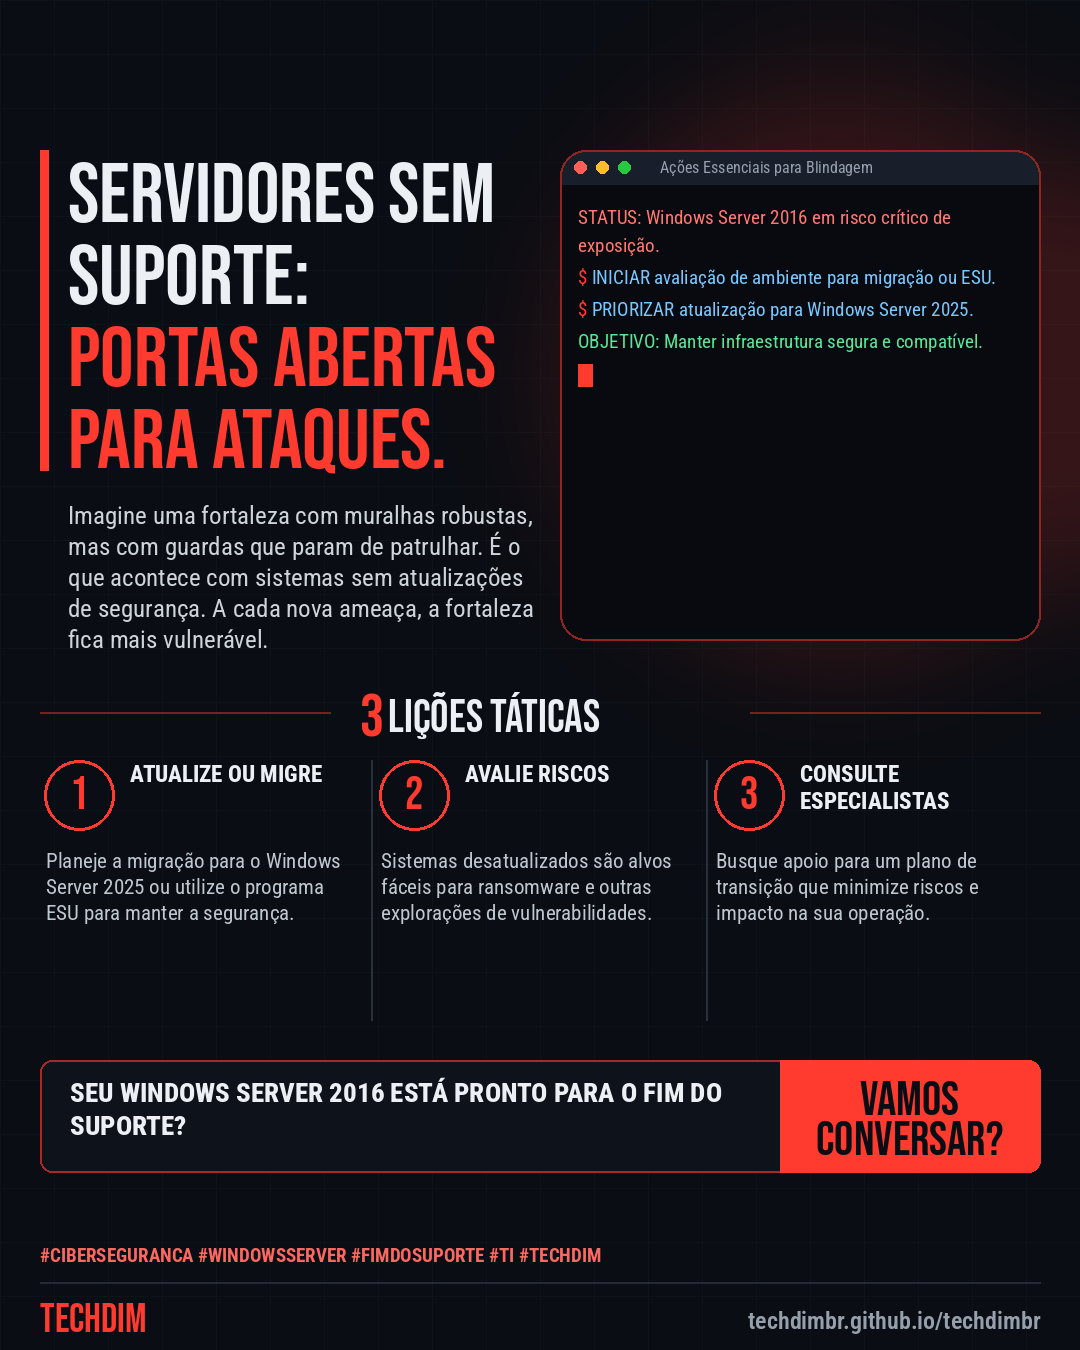 SERVIDORES SEM
SUPORTE:
PORTAS ABERTAS
PARA ATAQUES.
Imagine uma fortaleza com muralhas robustas,
mas com guardas que param de patrulhar. É o
que acontece com sistemas sem atualizações
de segurança. A cada nova ameaça, a fortaleza
fica mais vulnerável.
Ações Essenciais para Blindagem
STATUS: Windows Server 2016 em risco crítico de
exposição.
$ INICIAR avaliação de ambiente para migração ou ESU.
$ PRIORIZAR atualização para Windows Server 2025.
OBJETIVO: Manter infraestrutura segura e compatível.
3 LIÇÕES TÁTICAS
1 ATUALIZE OU MIGRE
Planeje a migração para o Windows
Server 2025 ou utilize o programa
ESU para manter a segurança.
2 AVALIE RISCOS
Sistemas desatualizados são alvos
fáceis para ransomware e outras
explorações de vulnerabilidades.
3 CONSULTE
ESPECIALISTAS
Busque apoio para um plano de
transição que minimize riscos e
impacto na sua operação.
SEU WINDOWS SERVER 2016 ESTÁ PRONTO PARA O FIM DO
SUPORTE?
VAMOS
CONVERSAR?
#CIBERSEGURANCA #WINDOWSSERVER #FIMDOSUPORTE #TI #TECHDIM
TECHDIM
techdimbr.github.io/techdimbr